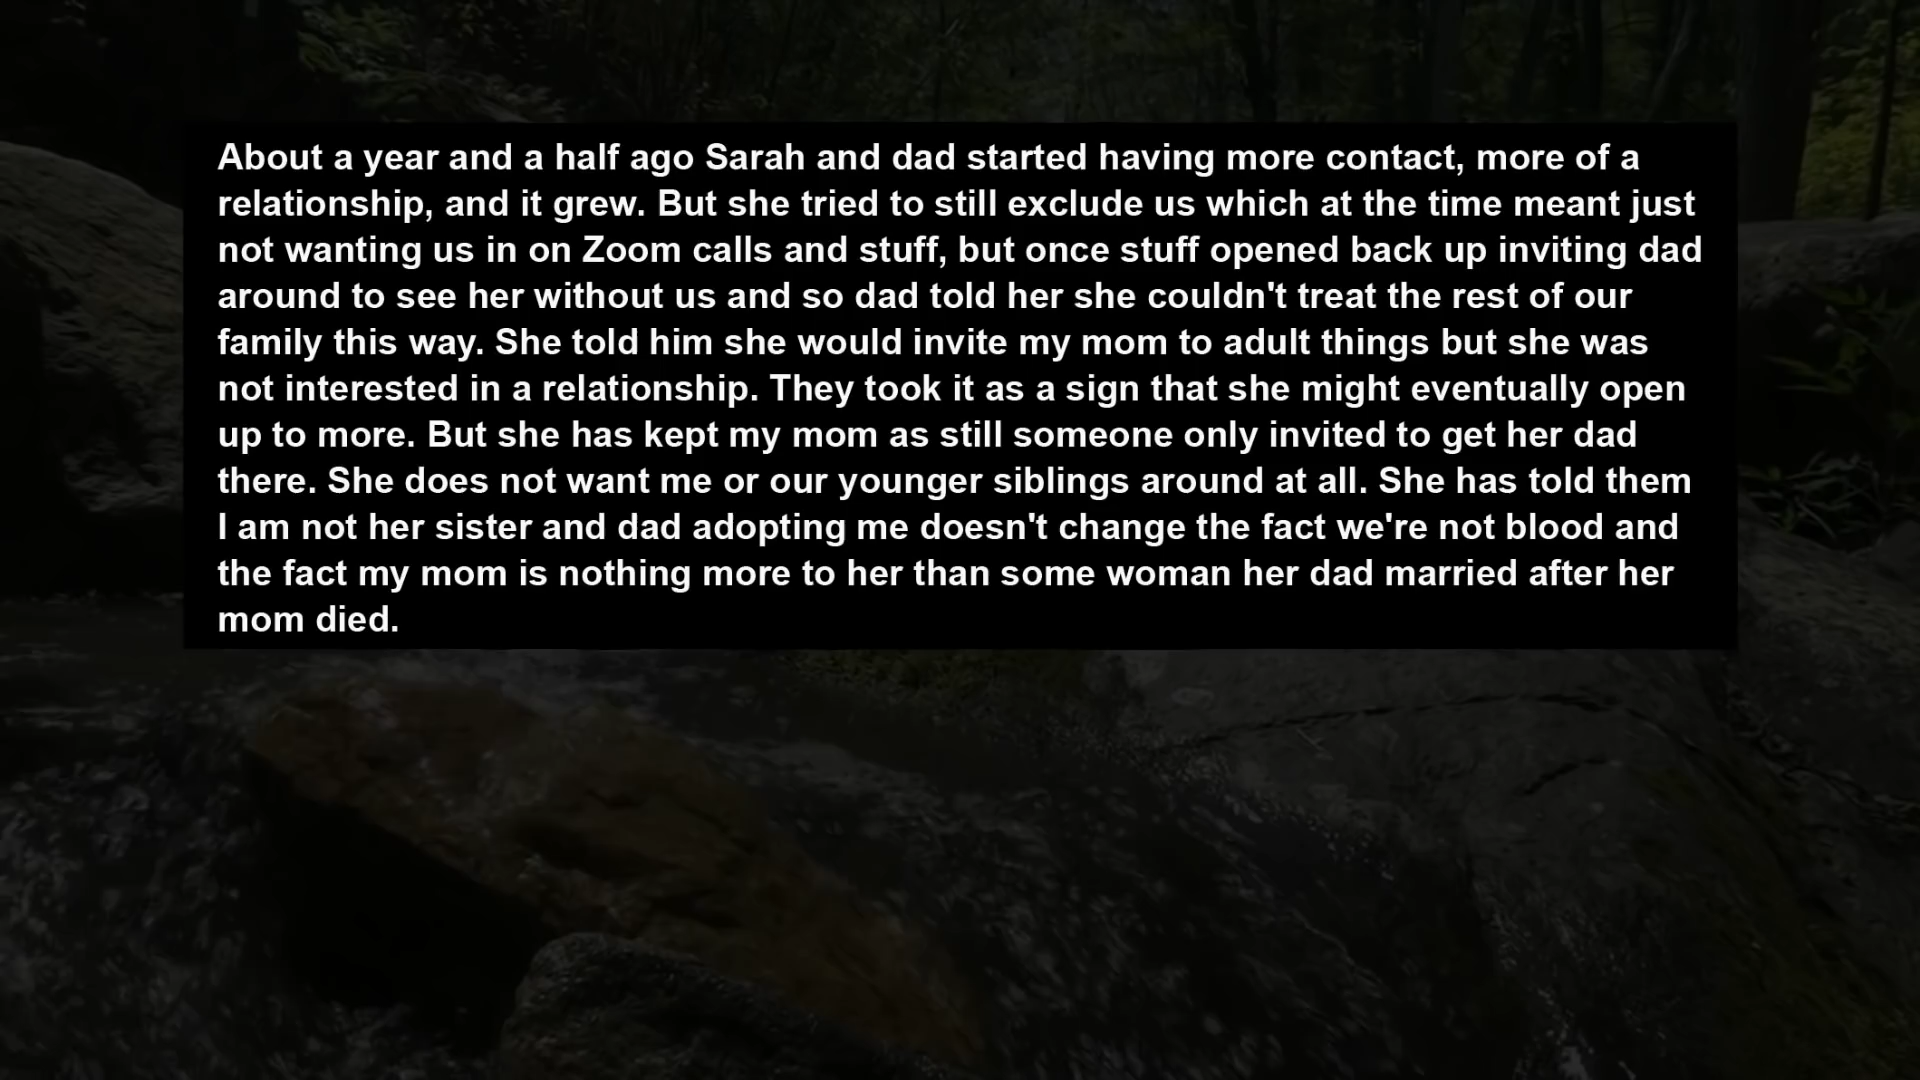 About a year and a half ago Sarah and dad started having more contact, more of a
relationship, and it grew. But she tried to still exclude us which at the time meant just
not wanting us in on Zoom calls and stuff, but once stuff opened back up inviting dad
around to see her without us and so dad told her she couldn't treat the rest of our
family this way. She told him she would invite my mom to adult things but she was
not interested in a relationship. They took it as a sign that she might eventually open
up to more. But she has kept my mom as still someone only invited to get her dad
there. She does not want me or our younger siblings around at all. She has told them
I am not her sister and dad adopting me doesn't change the fact we're not blood and
the fact my mom is nothing more to her than some woman her dad married after her
mom died.